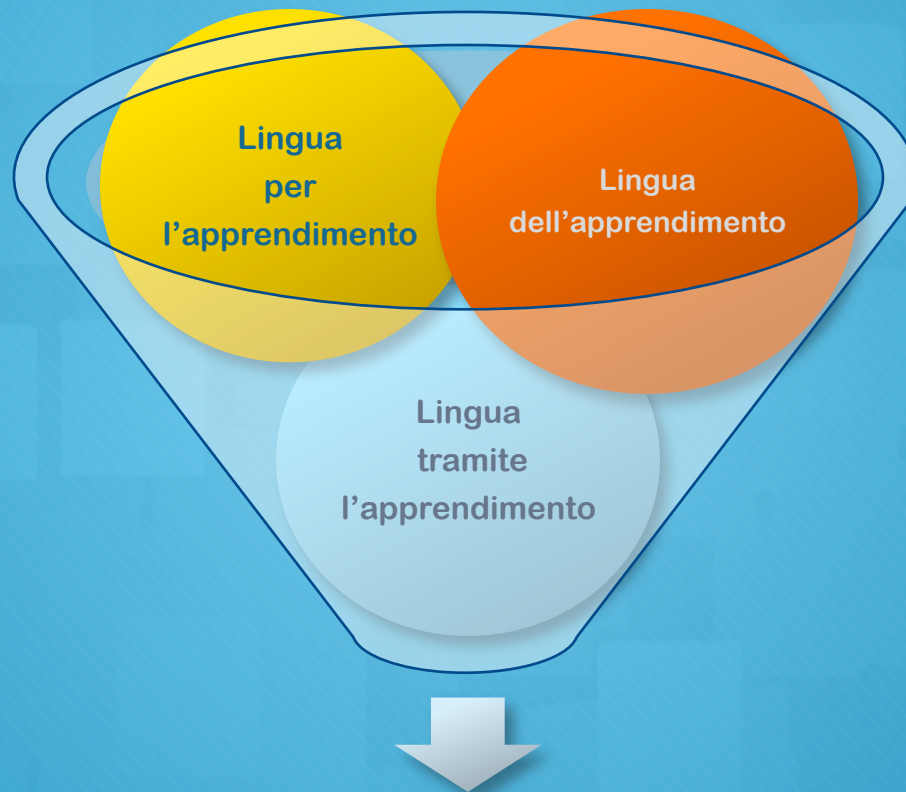 Lingua
per
l’apprendimento
Lingua
dell’apprendimento
Lingua
tramite
l’apprendimento